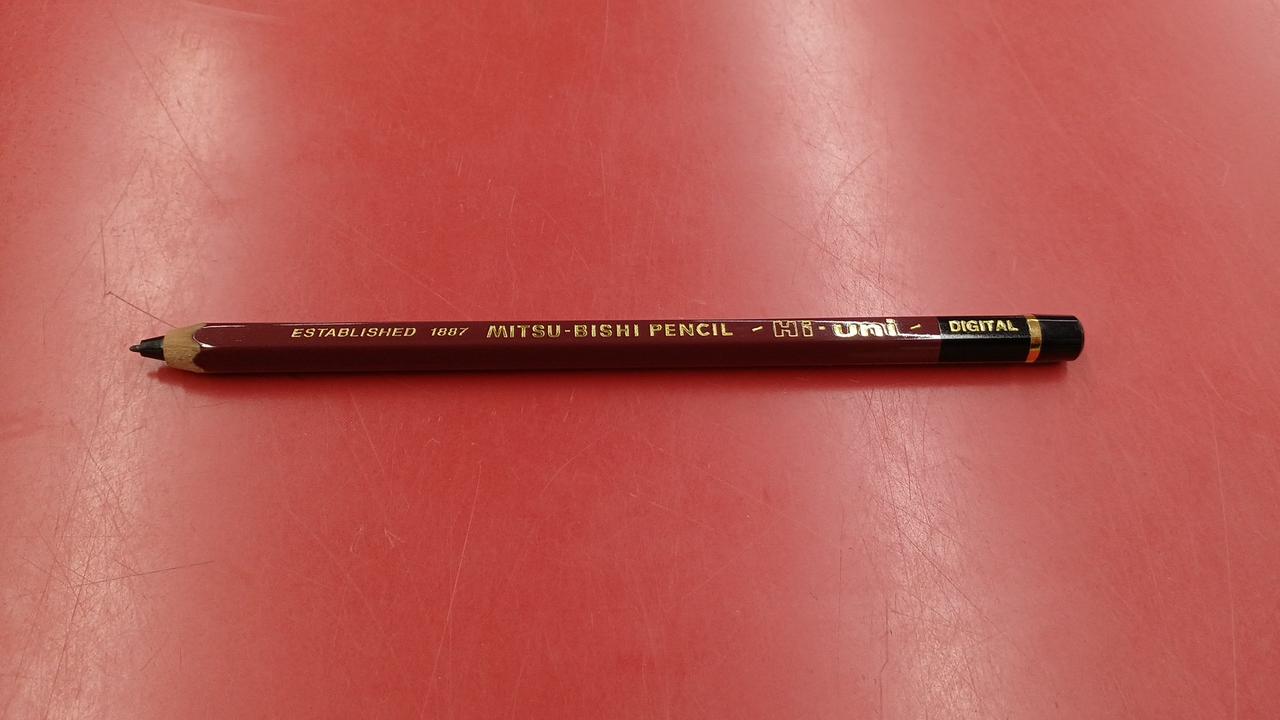 ESTABLISHED 1887 MITSU-BISHI PENCIL - Hi-uni - DIGITAL